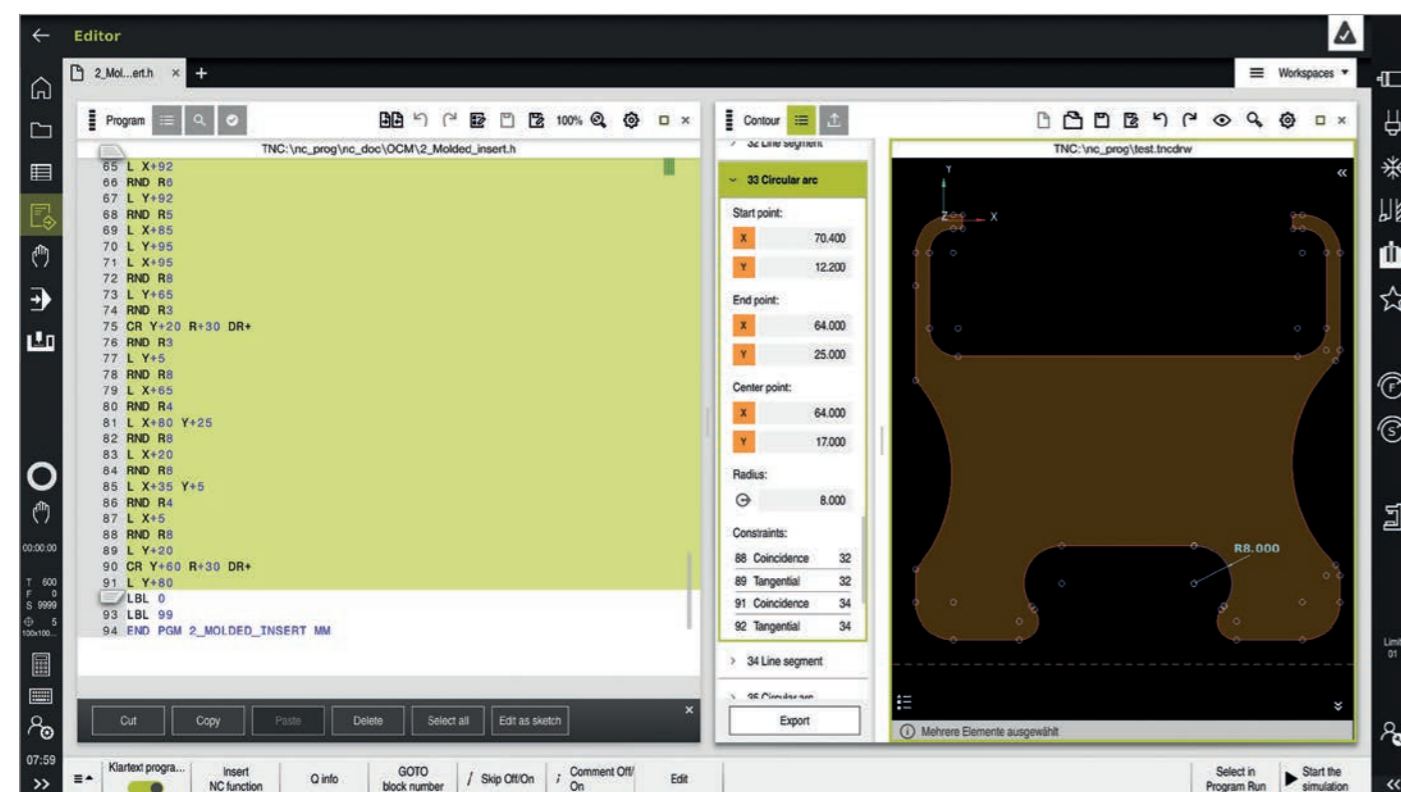 Editor
2_Mol...ert.h × +
Workspaces
Program
100%
TNC:\nc_prog\nc_doc\OCM\2_Molded_insert.h
65 L X+92
66 RND R6
67 L Y+92
68 RND R5
69 L X+85
70 L Y+95
71 L X+95
72 RND R8
73 L Y+65
74 RND R3
75 CR Y+20 R+30 DR+
76 RND R3
77 L Y+5
78 RND R8
79 L X+65
80 RND R4
81 L X+80 Y+25
82 RND R8
83 L X+20
84 RND R8
85 L X+35 Y+5
86 RND R4
87 L X+5
88 RND R8
89 L Y+20
90 CR Y+60 R+30 DR+
91 L Y+80
LBL 0
93 LBL 99
94 END PGM 2_MOLDED_INSERT MM
Cut Copy Paste Delete Select all Edit as sketch
Contour
32 Line segment
33 Circular arc
Start point:
X 70.400
Y 12.200
End point:
X 64.000
Y 25.000
Center point:
X 64.000
Y 17.000
Radius:
8.000
Constraints:
88 Coincidence 32
89 Tangential 32
91 Coincidence 34
92 Tangential 34
34 Line segment
35 Circular arc
Export
TNC:\nc_prog\test.tncdrw
Y
Z X
R8.000
Mehrere Elemente ausgewählt
00:00:00
T 600
F 0
S 9999
5
100x100...
07:59
F
S
Limit
01
Klartext progra...
Insert
NC function
Q info
GOTO
block number
/ Skip Off/On
; Comment Off/
On
Edit
Select in
Program Run
Start the
simulation